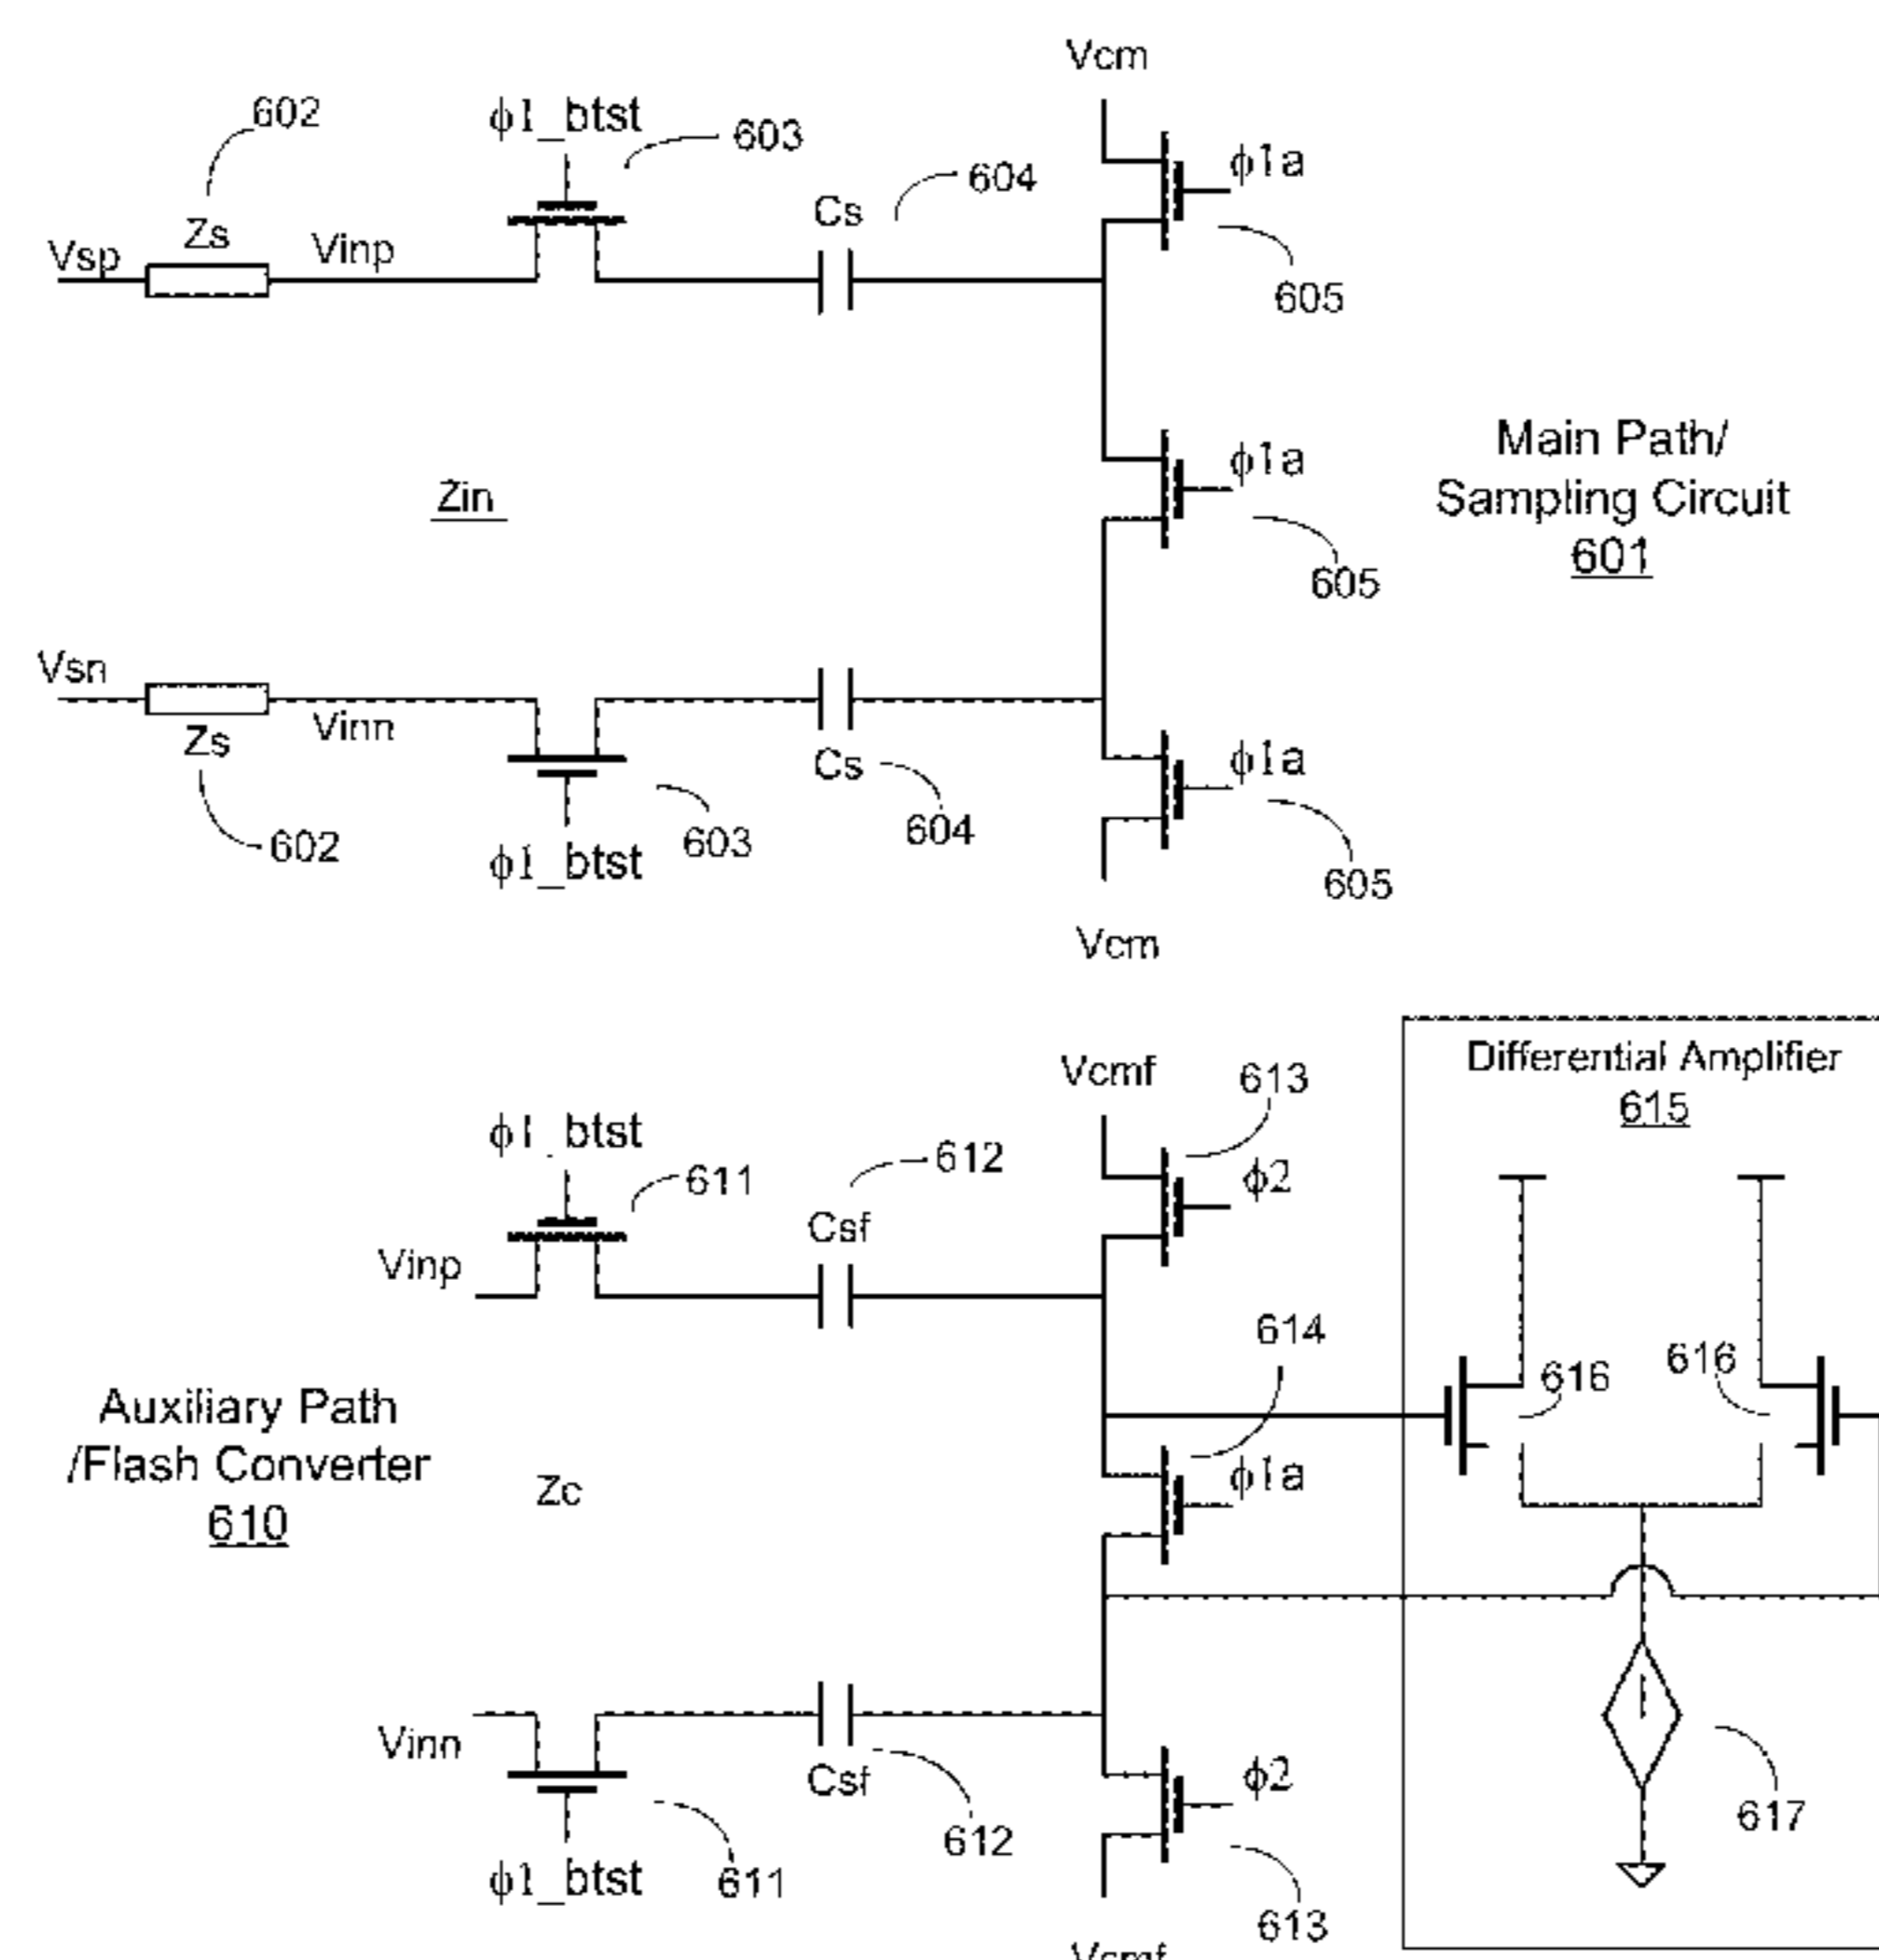 Vcm
602
ϕ1_btst
603
604
ϕ1a
Cs
Zs
Vsp
Vinp
605
ϕ1a
Main Path/
Sampling Circuit
601
Zin
605
Vsn
Vinn
Zs
Cs
ϕ1a
603
604
602
ϕ1_btst
605
Vcm
Differential Amplifier
615
Vcmf
613
ϕ1_btst
612
611
ϕ2
Csf
Vinp
614
616
616
Auxiliary Path
/Flash Converter
610
Zc
ϕ1a
Vinn
Csf
ϕ2
617
612
ϕ1_btst
611
613
Vcmf